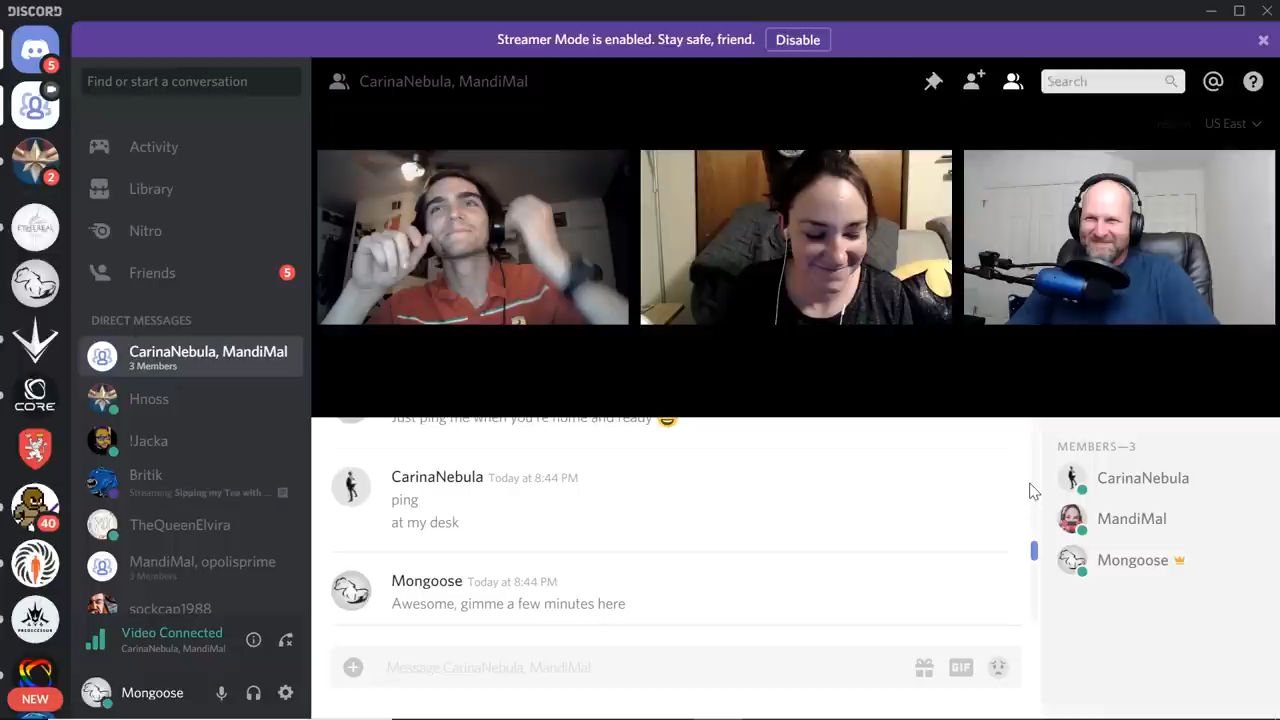 DISCORD
Streamer Mode is enabled. Stay safe, friend. Disable
5
Find or start a conversation
CarinaNebula, MandiMal
Search
region US East
Activity
2
Library
Nitro
Friends 5
DIRECT MESSAGES
CarinaNebula, MandiMal
3 Members
Hnoss
CORE
!Jacka
Britik
Streaming Sipping my Tea with ...
40
TheQueenElvira
MandiMal, opolisprime
3 Members
sockcap1988
Video Connected
CarinaNebula, MandiMal
NEW
Mongoose
Just ping me when you're home and ready
CarinaNebula Today at 8:44 PM
ping
at my desk
Mongoose Today at 8:44 PM
Awesome, gimme a few minutes here
Message CarinaNebula, MandiMal
GIF
MEMBERS—3
CarinaNebula
MandiMal
Mongoose